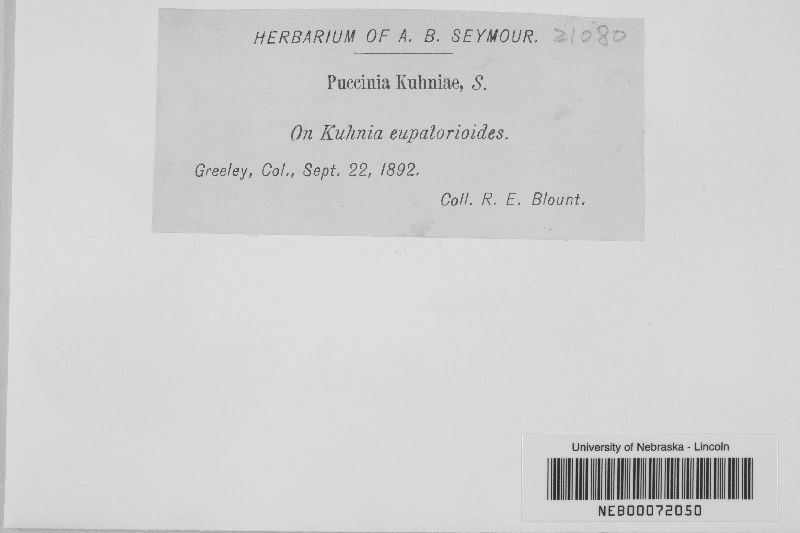 HERBARIUM OF A. B. SEYMOUR. 21080
Puccinia Kuhniae, S.
On Kuhnia eupatorioides.
Greeley, Col., Sept. 22, 1892.
Coll. R. E. Blount.
University of Nebraska - Lincoln
NEB00072050